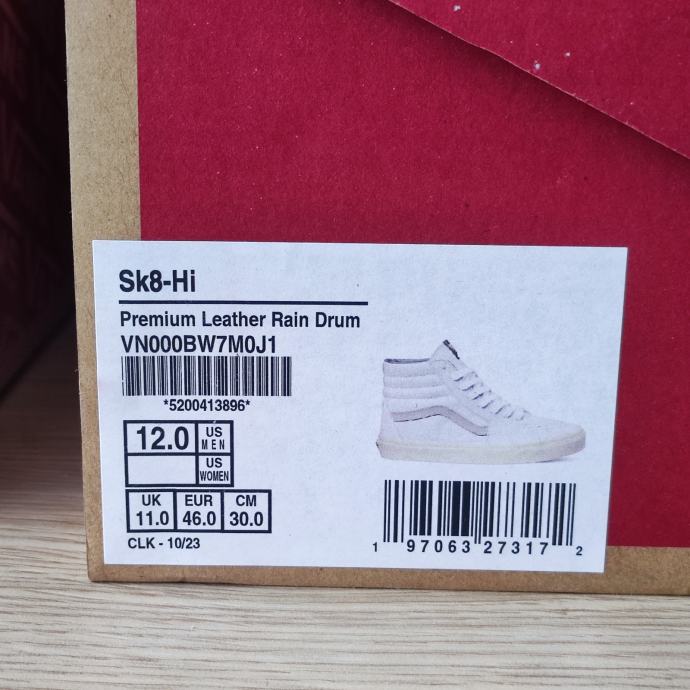 Sk8-Hi
Premium Leather Rain Drum
VN000BW7M0J1
*5200413896*
12.0 US MEN
US WOMEN
UK EUR CM
11.0 46.0 30.0
CLK - 10/23
1 97063 27317 2